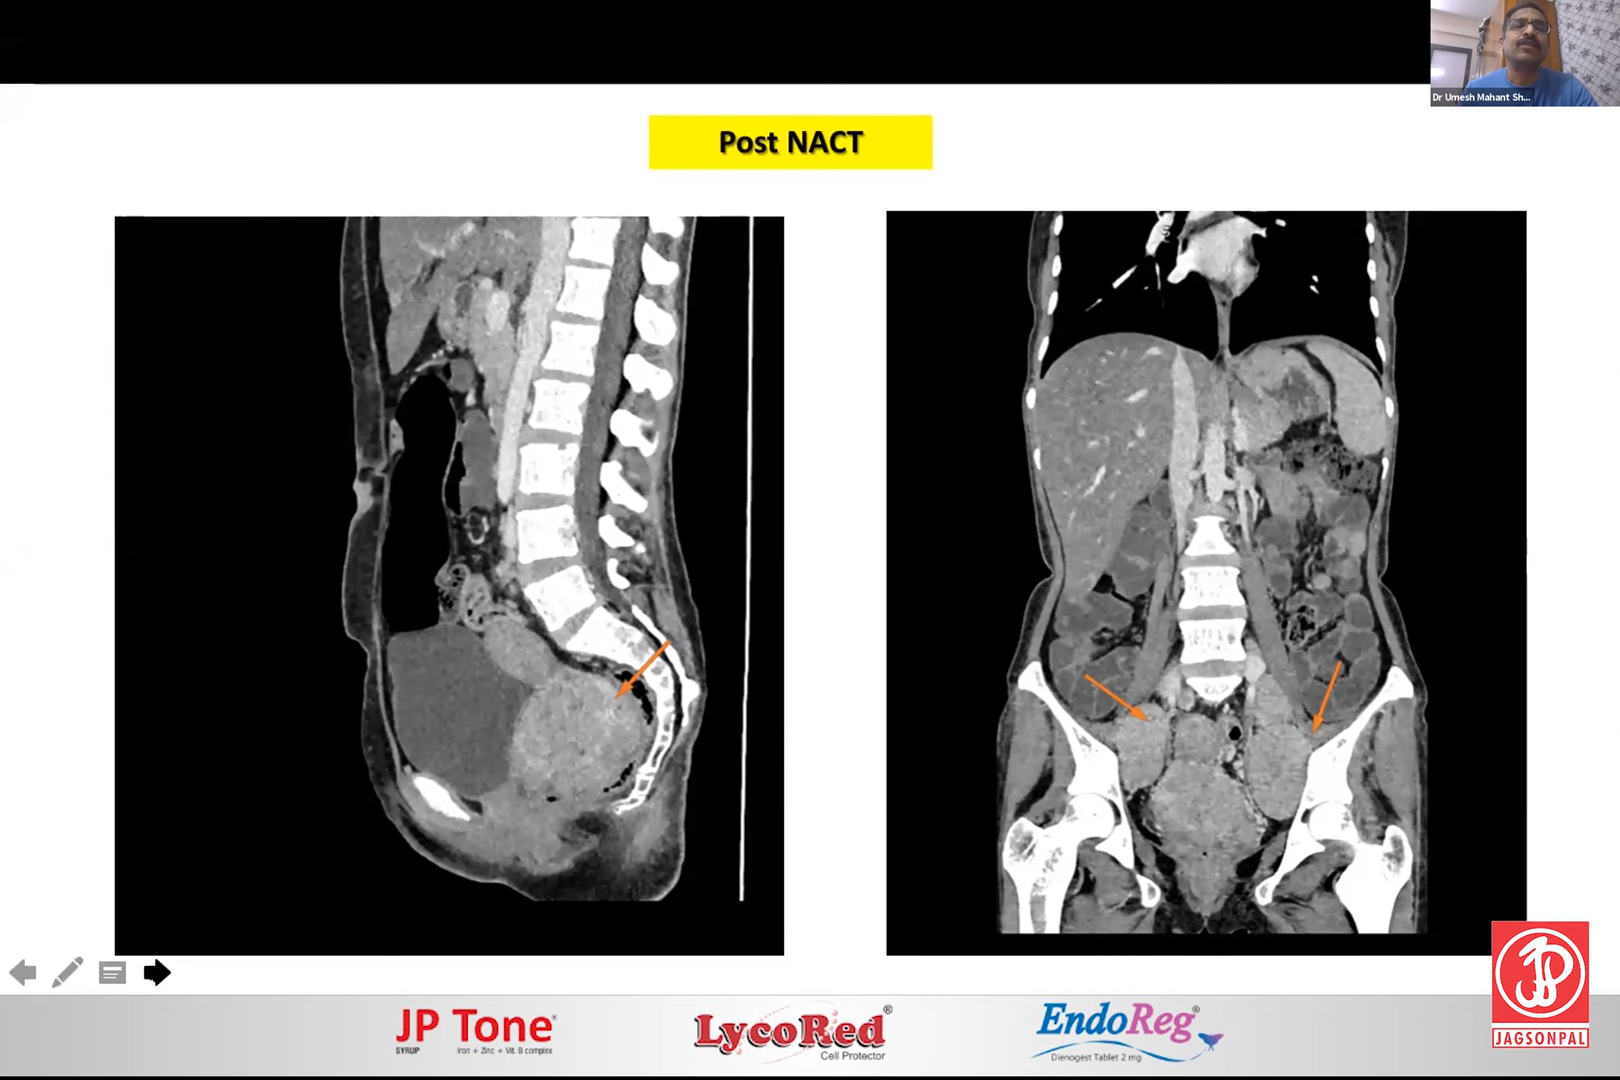 Dr Umesh Mahant Sh...
Post NACT
JP Tone
SYRUP
Iron + Zinc + Vit. B complex
LycoRed®
Cell Protector
EndoReg®
Dienogest Tablet 2 mg
JAGSONPAL